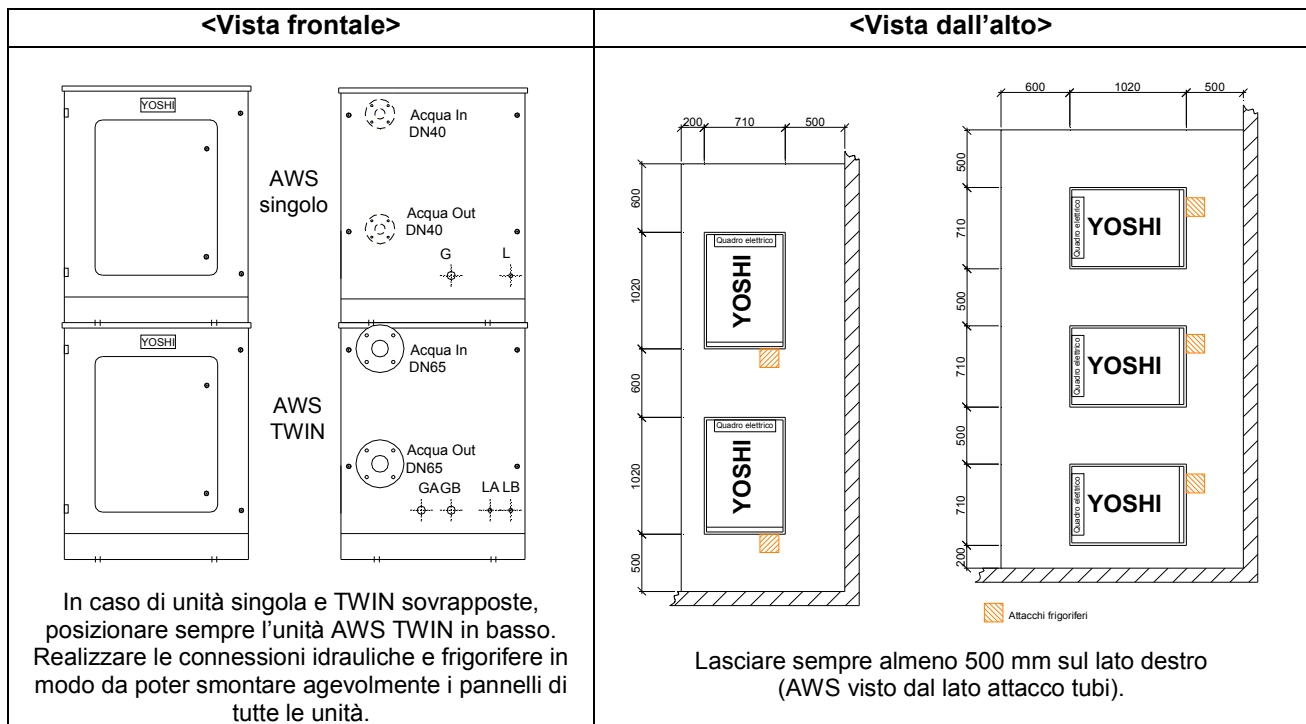 <Vista frontale>
<Vista dall'alto>
YOSHI
AWS
singolo
Acqua In
DN40
Acqua Out
DN40
G
L
YOSHI
AWS
TWIN
Acqua In
DN65
Acqua Out
DN65
GA GB
LA LB
In caso di unità singola e TWIN sovrapposte,
posizionare sempre l'unità AWS TWIN in basso.
Realizzare le connessioni idrauliche e frigorifere in
modo da poter smontare agevolmente i pannelli di
tutte le unità.
200
710
500
600
1020
600
1020
500
Quadro elettrico
YOSHI
Quadro elettrico
YOSHI
600
1020
500
500
710
500
710
500
710
200
Quadro elettrico
YOSHI
Quadro elettrico
YOSHI
Quadro elettrico
YOSHI
Attacchi frigoriferi
Lasciare sempre almeno 500 mm sul lato destro
(AWS visto dal lato attacco tubi).